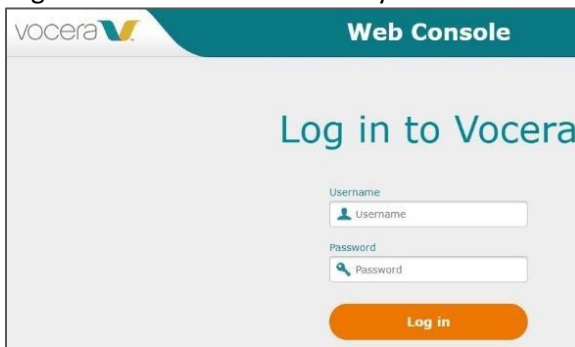 vocera
Web Console
Log in to Vocera
Username
Username
Password
Password
Log in